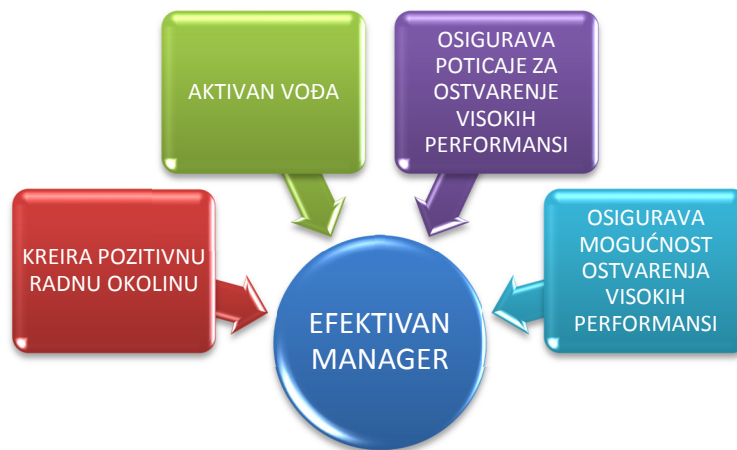 KREIRA POZITIVNU
RADNU OKOLINU
AKTIVAN VOĐA
OSIGURAVA
POTICAJE ZA
OSTVARENJE
VISOKIH
PERFORMANSI
OSIGURAVA
MOGUĆNOST
OSTVARENJA
VISOKIH
PERFORMANSI
EFEKTIVAN
MANAGER